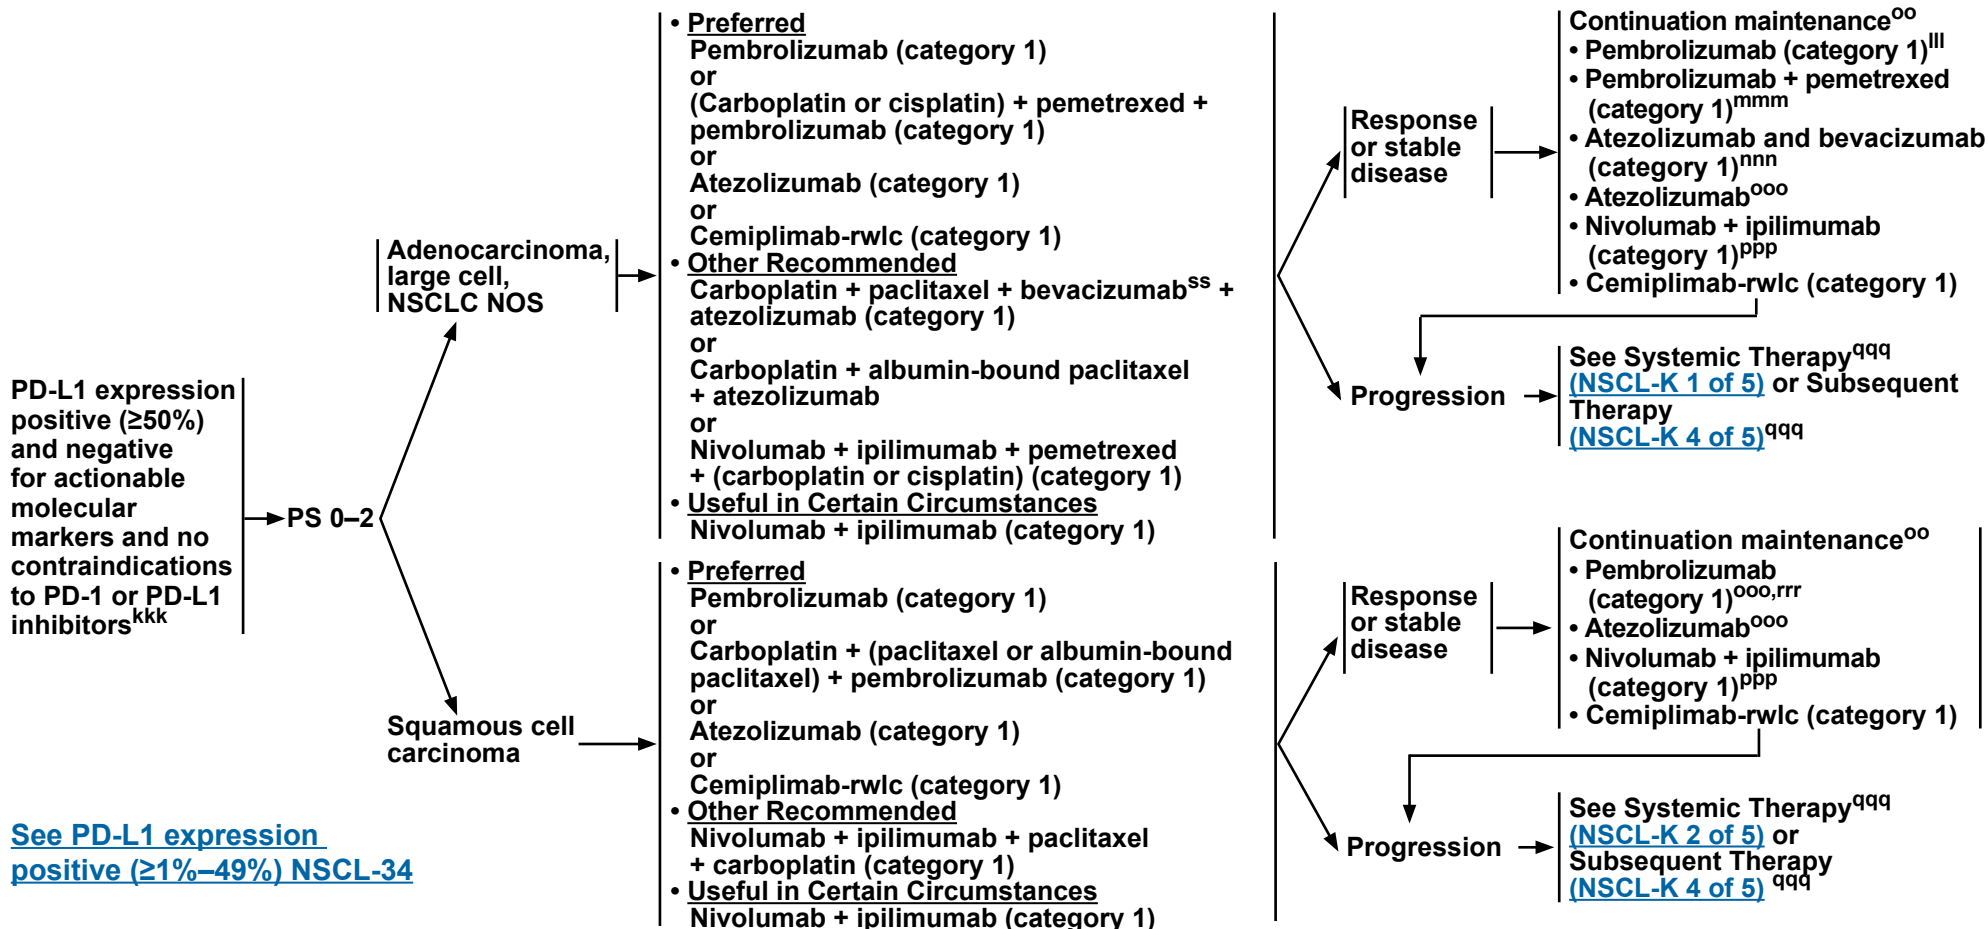 PD-L1 expression
positive (≥50%)
and negative
for actionable
molecular
markers and no
contraindications
to PD-1 or PD-L1
inhibitorskkk
PS 0–2
Adenocarcinoma,
large cell,
NSCLC NOS
• Preferred
Pembrolizumab (category 1)
or
(Carboplatin or cisplatin) + pemetrexed +
pembrolizumab (category 1)
or
Atezolizumab (category 1)
or
Cemiplimab-rwlc (category 1)
• Other Recommended
Carboplatin + paclitaxel + bevacizumabss +
atezolizumab (category 1)
or
Carboplatin + albumin-bound paclitaxel
+ atezolizumab
or
Nivolumab + ipilimumab + pemetrexed
+ (carboplatin or cisplatin) (category 1)
• Useful in Certain Circumstances
Nivolumab + ipilimumab (category 1)
Response
or stable
disease
Continuation maintenanceoo
• Pembrolizumab (category 1)lll
• Pembrolizumab + pemetrexed
(category 1)mmm
• Atezolizumab and bevacizumab
(category 1)nnn
• Atezolizumabooo
• Nivolumab + ipilimumab
(category 1)ppp
• Cemiplimab-rwlc (category 1)
Progression
See Systemic Therapyqqq
(NSCL-K 1 of 5) or Subsequent
Therapy
(NSCL-K 4 of 5)qqq
Squamous cell
carcinoma
• Preferred
Pembrolizumab (category 1)
or
Carboplatin + (paclitaxel or albumin-bound
paclitaxel) + pembrolizumab (category 1)
or
Atezolizumab (category 1)
or
Cemiplimab-rwlc (category 1)
• Other Recommended
Nivolumab + ipilimumab + paclitaxel
+ carboplatin (category 1)
• Useful in Certain Circumstances
Nivolumab + ipilimumab (category 1)
Response
or stable
disease
Continuation maintenanceoo
• Pembrolizumab
(category 1)ooo,rrr
• Atezolizumabooo
• Nivolumab + ipilimumab
(category 1)ppp
• Cemiplimab-rwlc (category 1)
Progression
See Systemic Therapyqqq
(NSCL-K 2 of 5) or
Subsequent Therapy
(NSCL-K 4 of 5) qqq
See PD-L1 expression
positive (≥1%–49%) NSCL-34